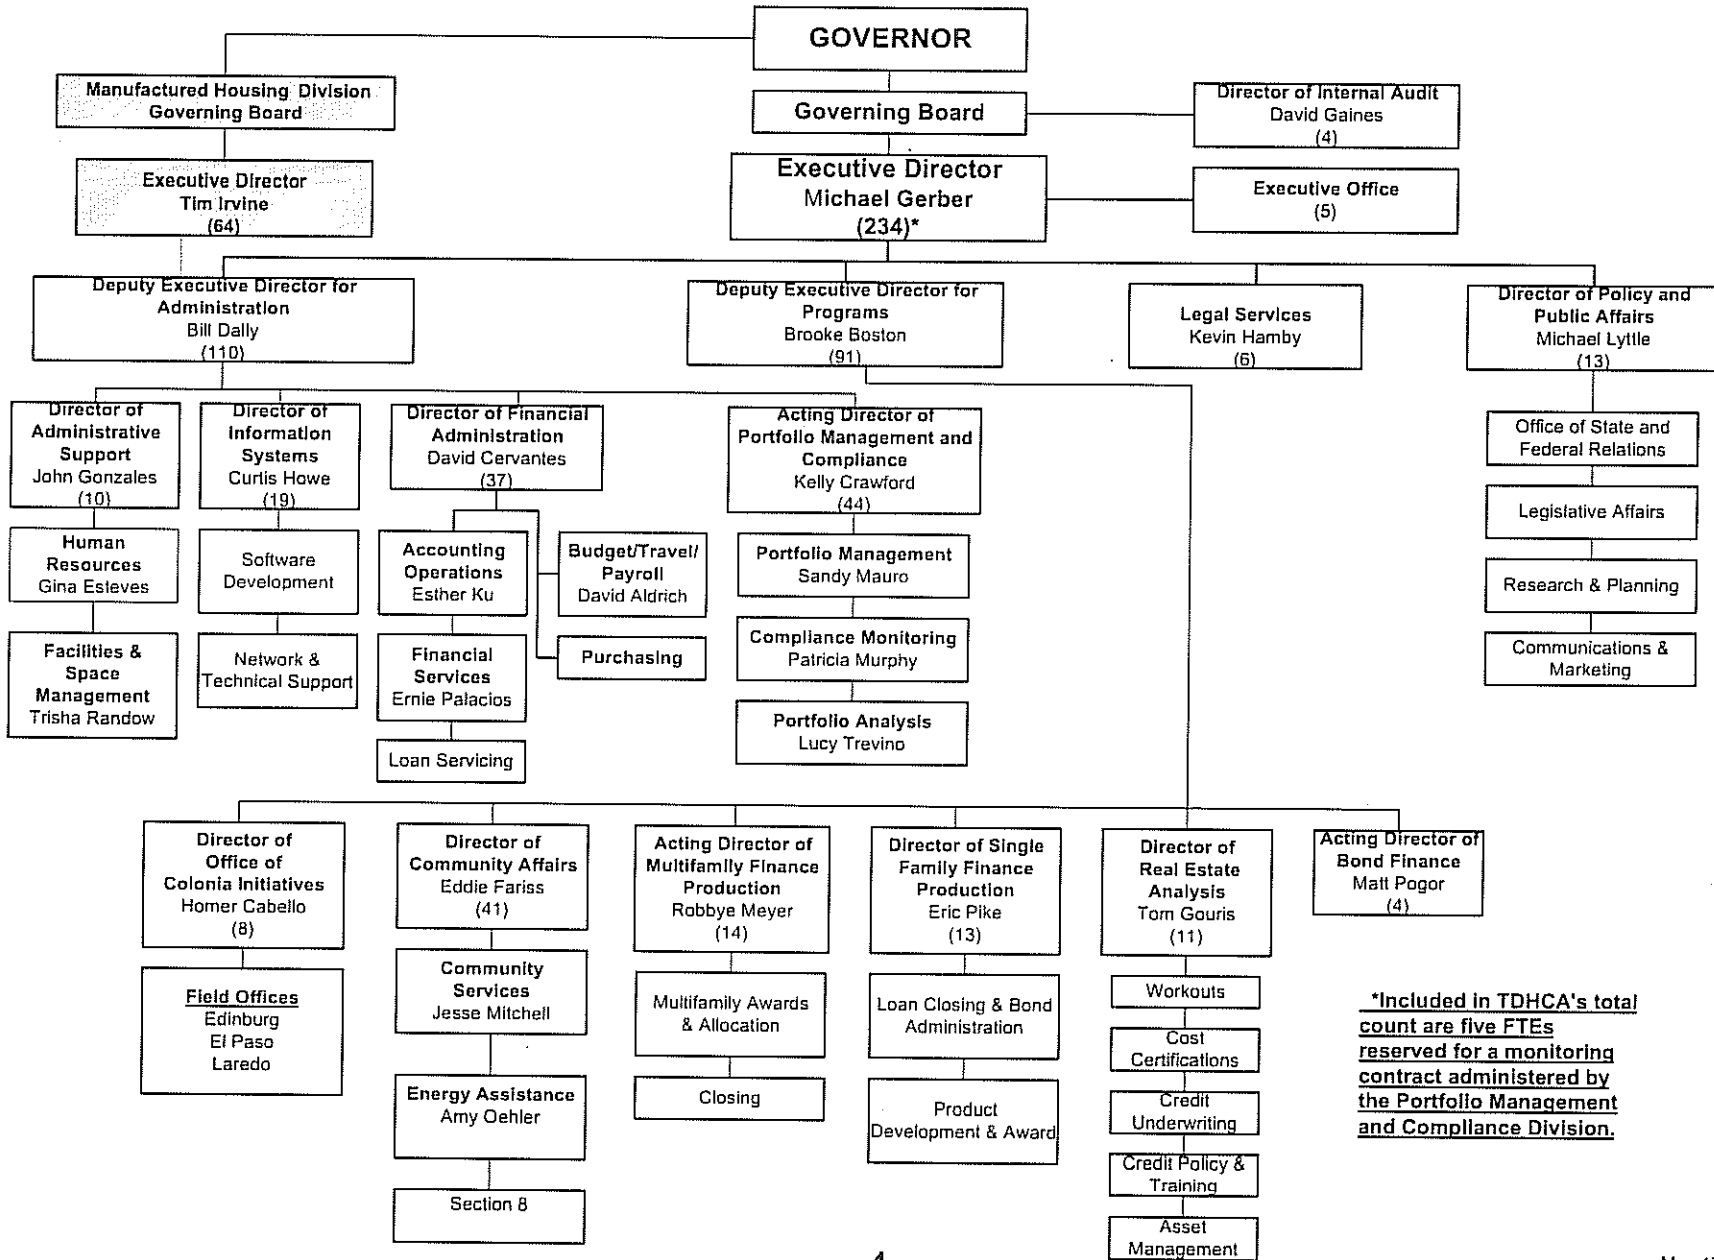 GOVERNOR
Manufactured Housing Division
Governing Board
Governing Board
Director of Internal Audit
David Gaines
(4)
Executive Director
Tim Irvine
(64)
Executive Director
Michael Gerber
(234)*
Executive Office
(5)
Deputy Executive Director for
Administration
Bill Dally
(110)
Deputy Executive Director for
Programs
Brooke Boston
(91)
Legal Services
Kevin Hamby
(6)
Director of Policy and
Public Affairs
Michael Lyttle
(13)
Director of
Administrative
Support
John Gonzales
(10)
Director of
Information
Systems
Curtis Howe
(19)
Director of Financial
Administration
David Cervantes
(37)
Acting Director of
Portfolio Management and
Compliance
Kelly Crawford
(44)
Office of State and
Federal Relations
Legislative Affairs
Research & Planning
Communications &
Marketing
Human
Resources
Gina Esteves
Facilities &
Space
Management
Trisha Randow
Software
Development
Network &
Technical Support
Accounting
Operations
Esther Ku
Financial
Services
Ernie Palacios
Loan Servicing
Budget/Travel/
Payroll
David Aldrich
Purchasing
Portfolio Management
Sandy Mauro
Compliance Monitoring
Patricia Murphy
Portfolio Analysis
Lucy Trevino
Director of
Office of
Colonia Initiatives
Homer Cabello
(8)
Field Offices
Edinburg
El Paso
Laredo
Director of
Community Affairs
Eddie Fariss
(41)
Community
Services
Jesse Mitchell
Energy Assistance
Amy Oehler
Section 8
Acting Director of
Multifamily Finance
Production
Robbye Meyer
(14)
Multifamily Awards
& Allocation
Closing
Director of Single
Family Finance
Production
Eric Pike
(13)
Loan Closing & Bond
Administration
Product
Development & Award
Director of
Real Estate
Analysis
Tom Gouris
(11)
Workouts
Cost
Certifications
Credit
Underwriting
Credit Policy &
Training
Asset
Management
Acting Director of
Bond Finance
Matt Pogor
(4)
*Included in TDHCA's total
count are five FTEs
reserved for a monitoring
contract administered by
the Portfolio Management
and Compliance Division.